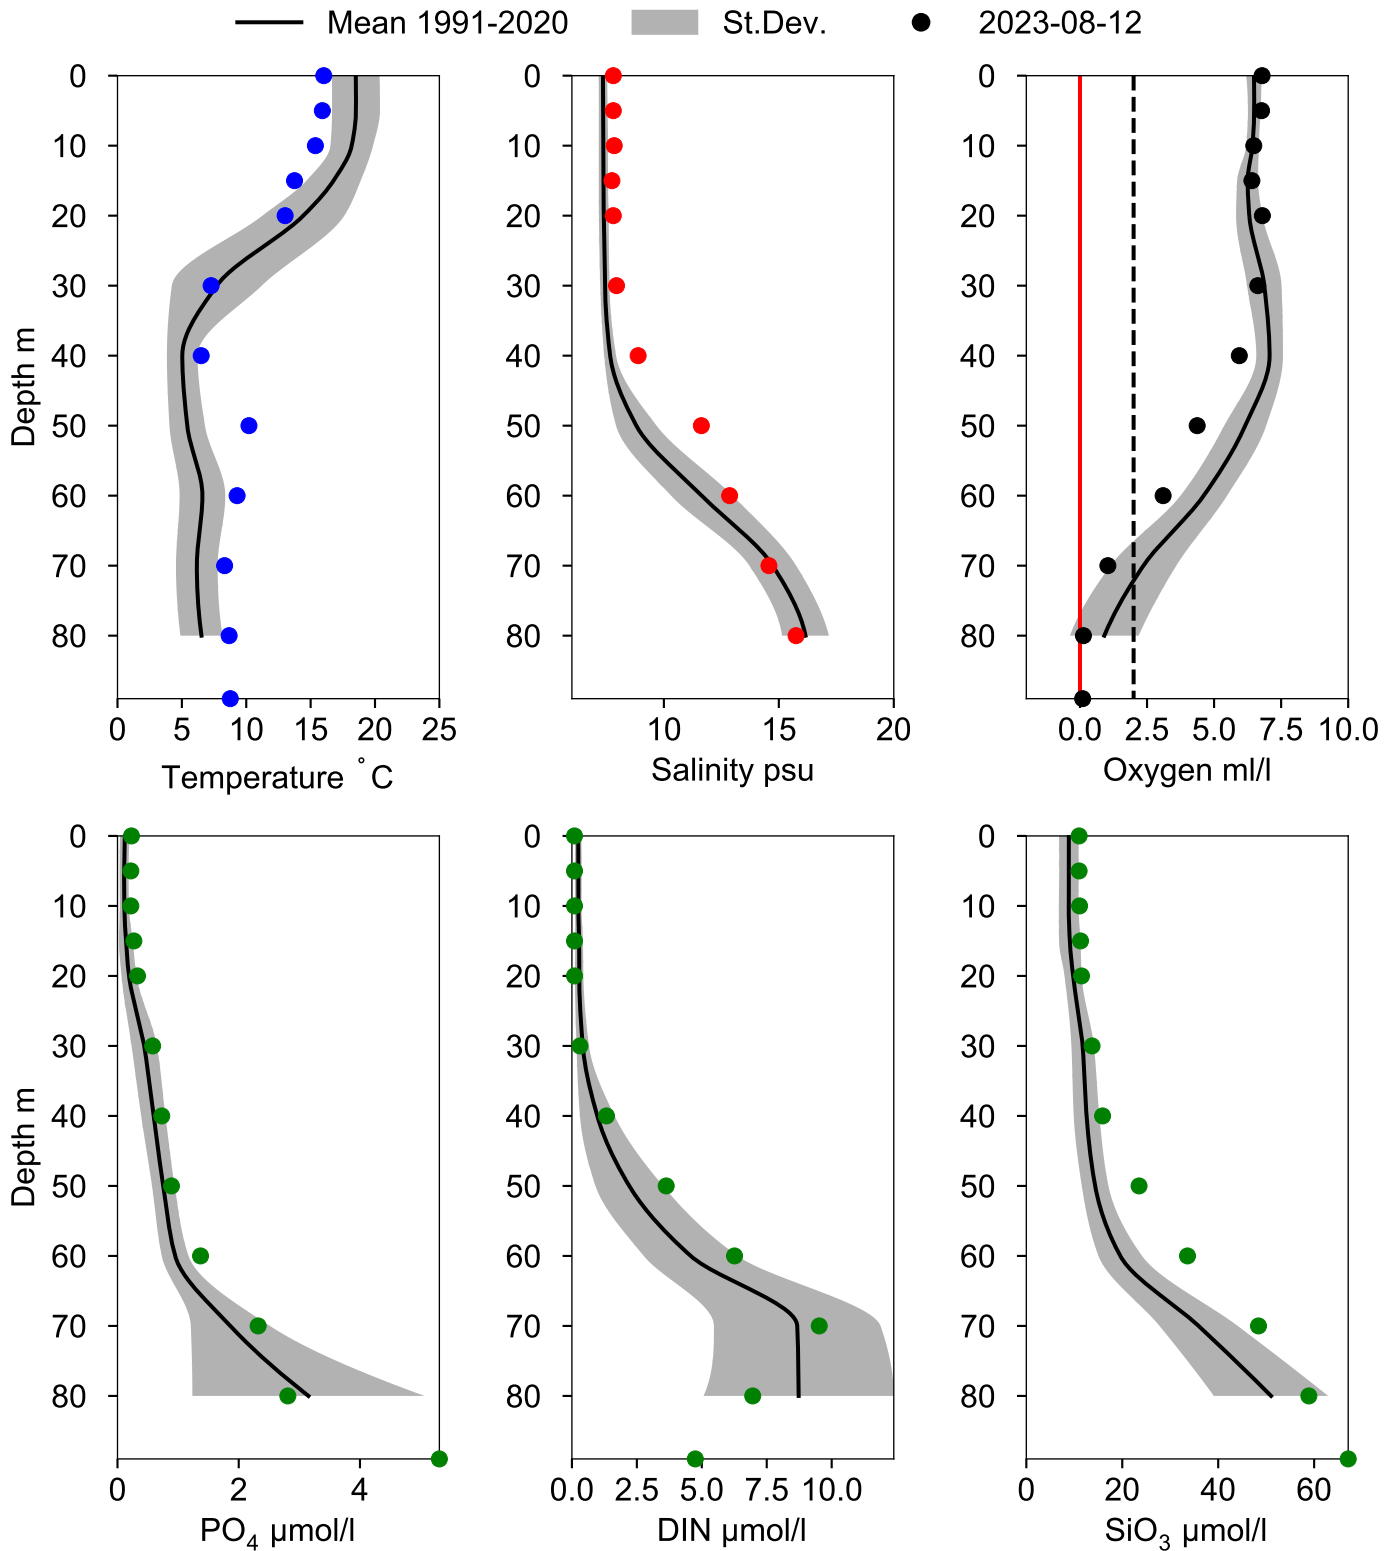 Mean 1991-2020 St.Dev. 2023-08-12
0 10 20 30 40 50 60 70 80
Depth m
0 5 10 15 20 25
Temperature °C
0 10 20 30 40 50 60 70 80
10 15 20
Salinity psu
0 10 20 30 40 50 60 70 80
0.0 2.5 5.0 7.5 10.0
Oxygen ml/l
0 10 20 30 40 50 60 70 80
Depth m
0 2 4
PO4 µmol/l
0 10 20 30 40 50 60 70 80
0.0 2.5 5.0 7.5 10.0
DIN µmol/l
0 10 20 30 40 50 60 70 80
0 20 40 60
SiO3 µmol/l